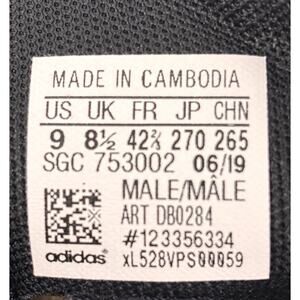 MADE IN CAMBODIA
US UK FR JP CHN
9 8½ 42⅔ 270 265
SGC 753002 06/19
MALE/MÂLE
ART DB0284
#123356334
adidas® xL528VPS00059